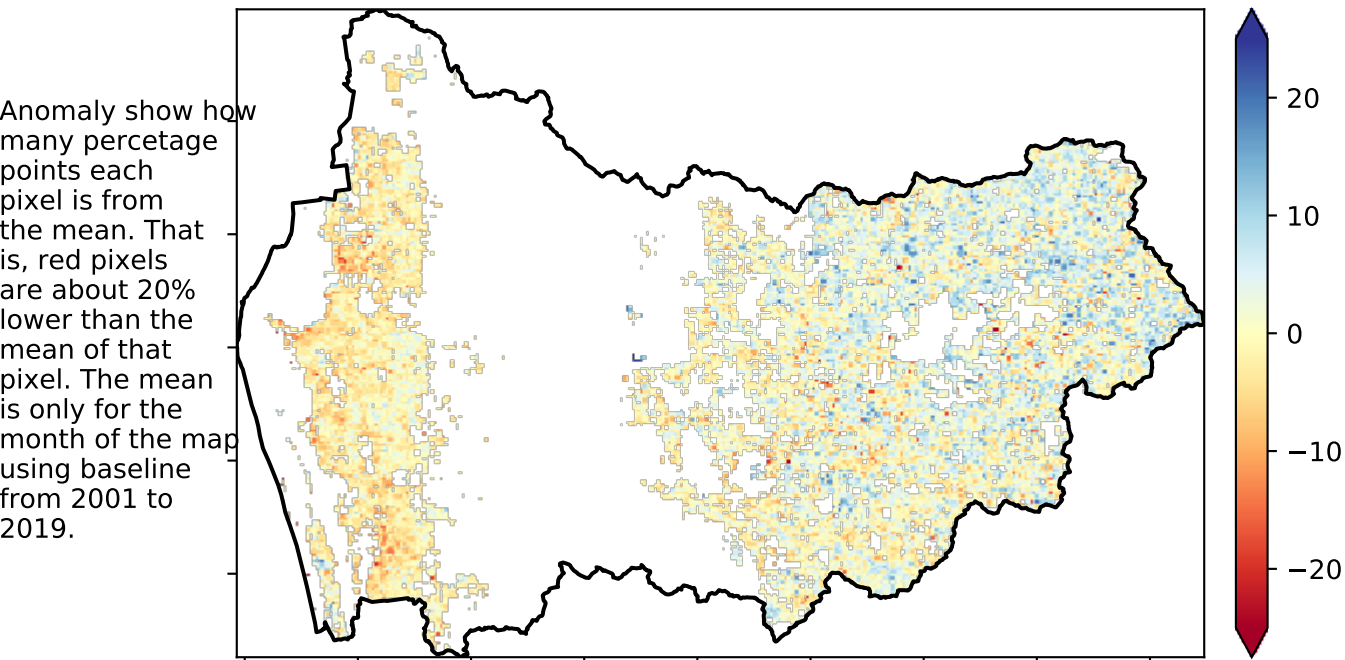 Anomaly show how
many percetage
points each
pixel is from
the mean. That
is, red pixels
are about 20%
lower than the
mean of that
pixel. The mean
is only for the
month of the map
using baseline
from 2001 to
2019.
20
10
0
−10
−20